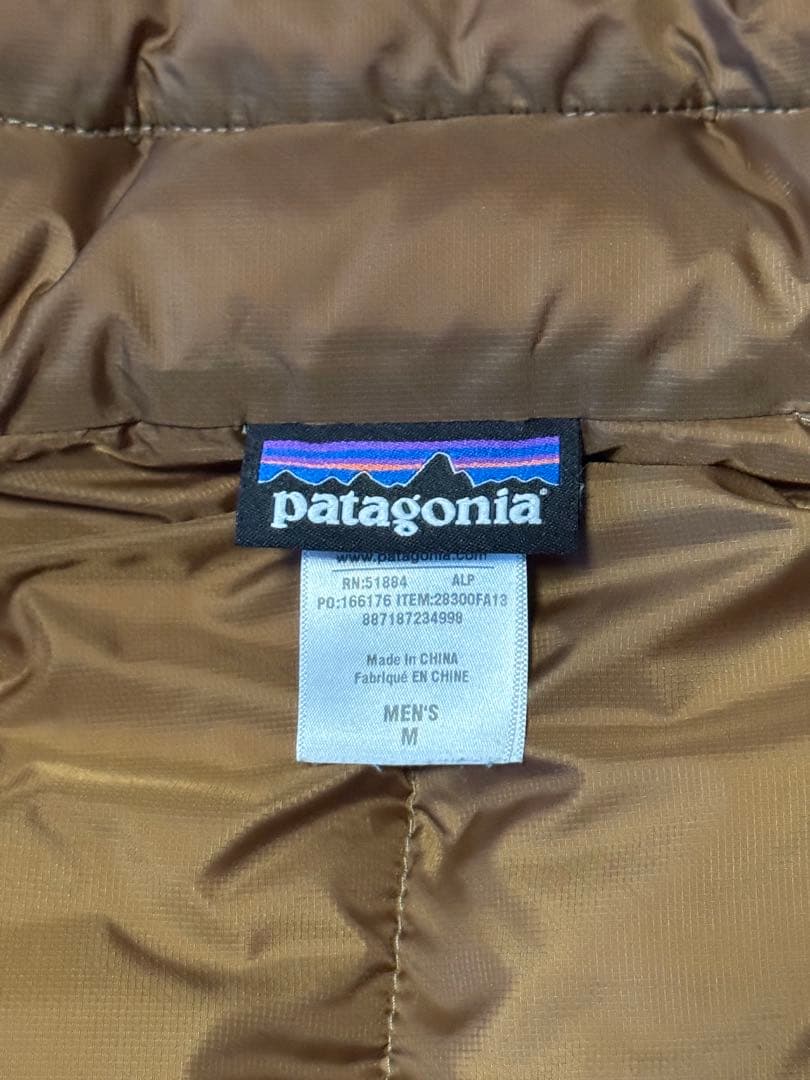 patagonia
www.patagonia.com
RN:51884 ALP
PO:166176 ITEM:28300FA13
887187234998
Made in CHINA
Fabriqué EN CHINE
MEN'S
M